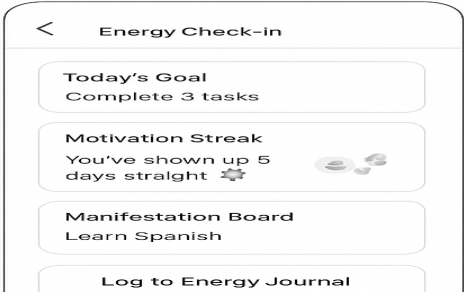 Energy Check-in
Today's Goal
Complete 3 tasks
Motivation Streak
You've shown up 5
days straight
Manifestation Board
Learn Spanish
Log to Energy Journal